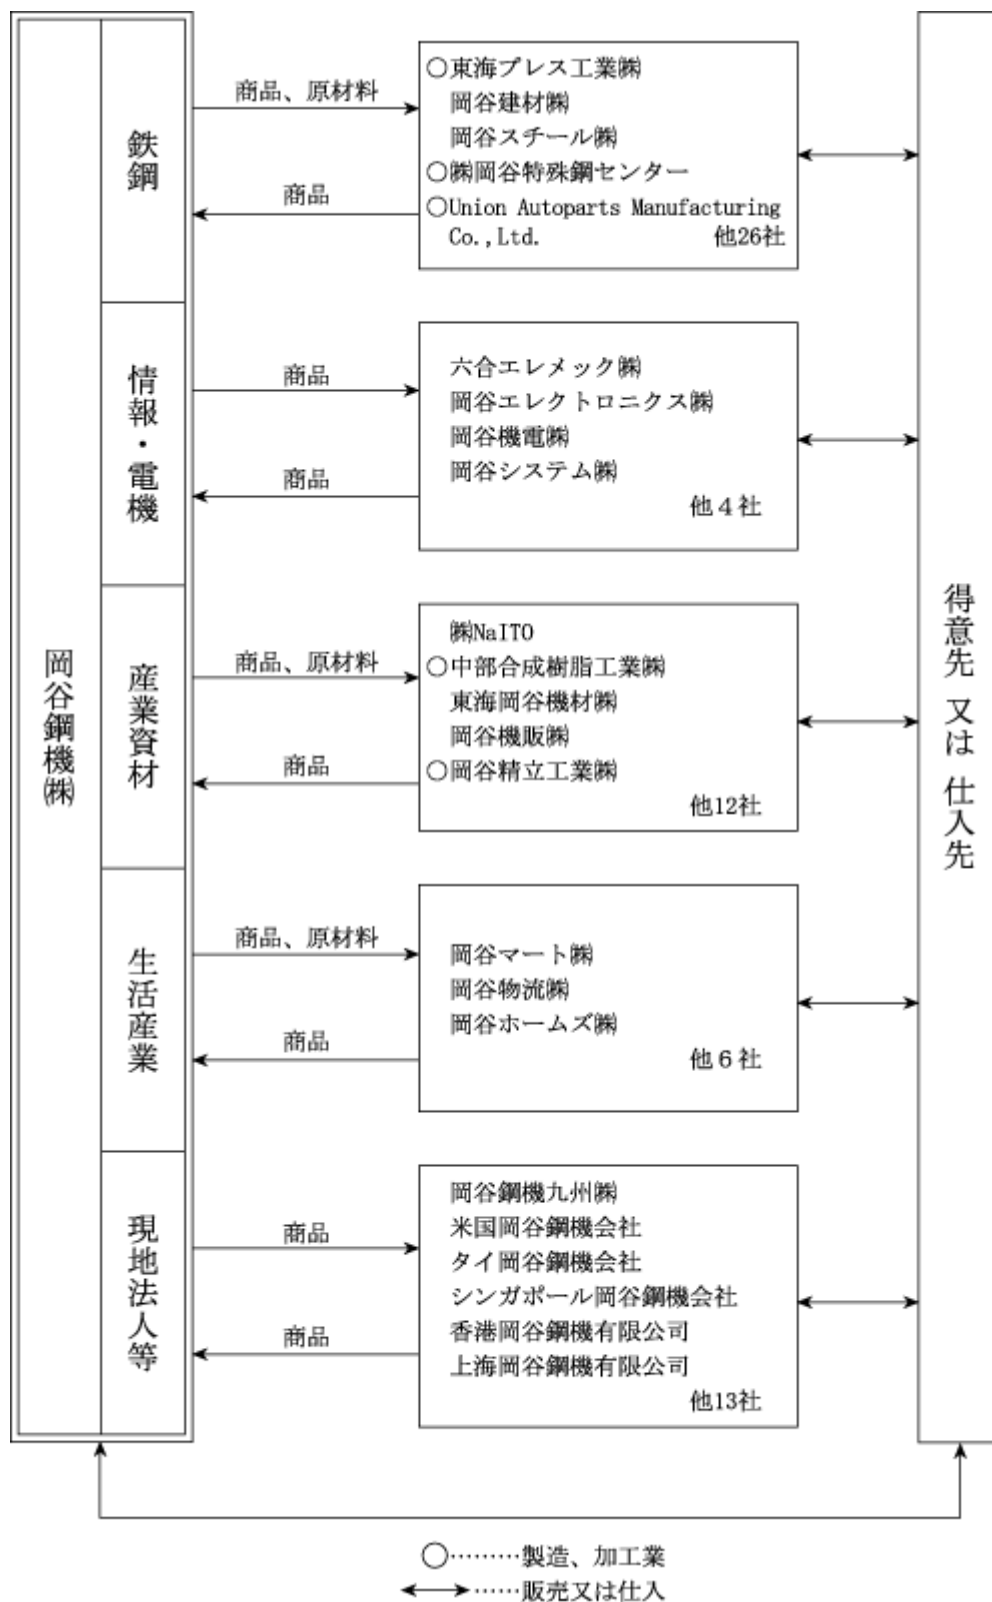 岡谷鋼機㈱
鉄鋼
商品、原材料
商品
○東海プレス工業㈱
岡谷建材㈱
岡谷スチール㈱
○㈱岡谷特殊鋼センター
○Union Autoparts Manufacturing
Co.,Ltd. 他26社
情報・電機
商品
商品
六合エレメック㈱
岡谷エレクトロニクス㈱
岡谷機電㈱
岡谷システム㈱
他４社
産業資材
商品、原材料
商品
㈱NaITO
○中部合成樹脂工業㈱
東海岡谷機材㈱
岡谷機販㈱
○岡谷精立工業㈱
他12社
生活産業
商品、原材料
商品
岡谷マート㈱
岡谷物流㈱
岡谷ホームズ㈱
他６社
現地法人等
商品
商品
岡谷鋼機九州㈱
米国岡谷鋼機会社
タイ岡谷鋼機会社
シンガポール岡谷鋼機会社
香港岡谷鋼機有限公司
上海岡谷鋼機有限公司
他13社
得意先 又は 仕入先
○………製造、加工業
←→……販売又は仕入